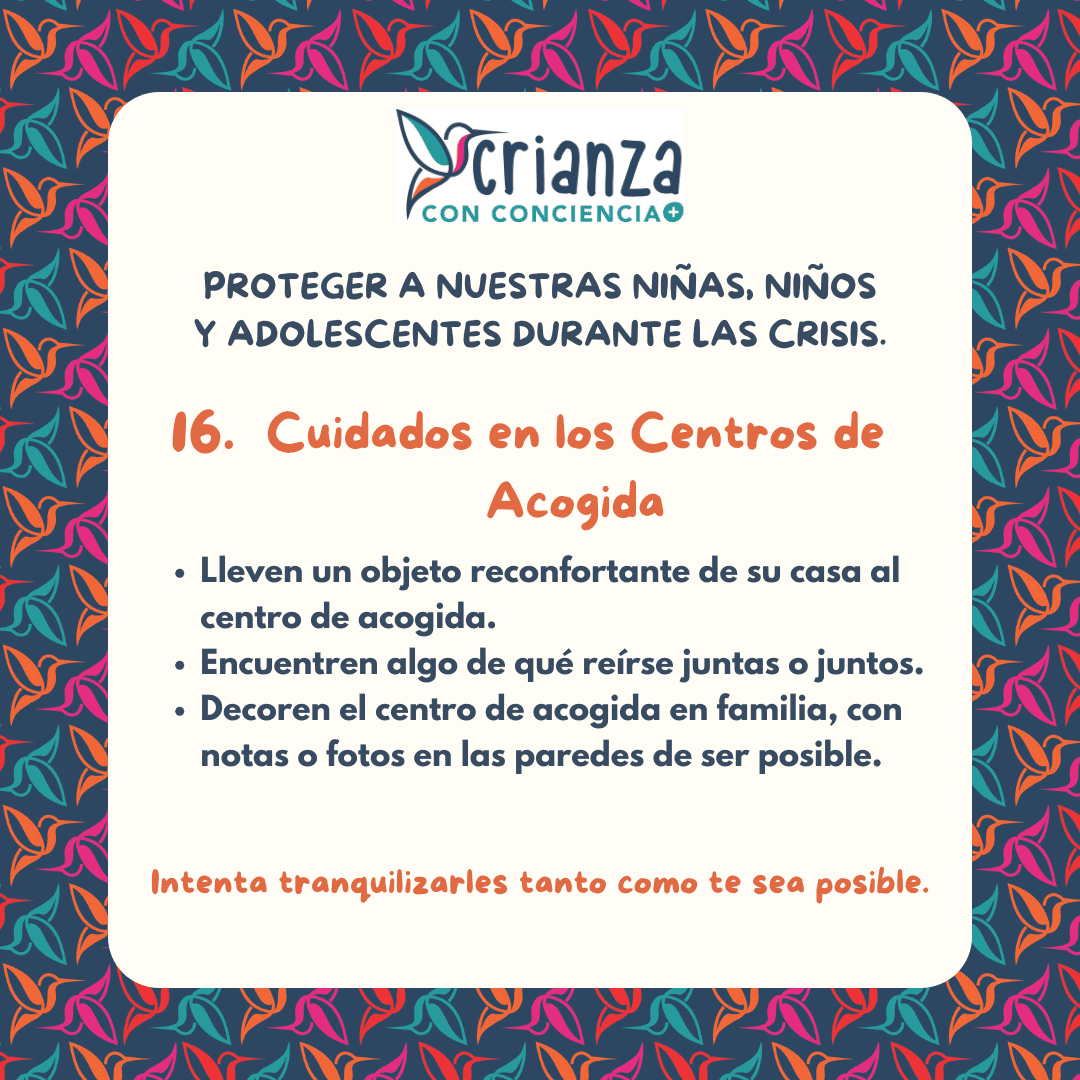 crianza
CON CONCIENCIA+
PROTEGER A NUESTRAS NIÑAS, NIÑOS
Y ADOLESCENTES DURANTE LAS CRISIS.
16. Cuidados en los Centros de
Acogida
• Lleven un objeto reconfortante de su casa al
centro de acogida.
• Encuentren algo de qué reírse juntas o juntos.
• Decoren el centro de acogida en familia, con
notas o fotos en las paredes de ser posible.
Intenta tranquilizarles tanto como te sea posible.